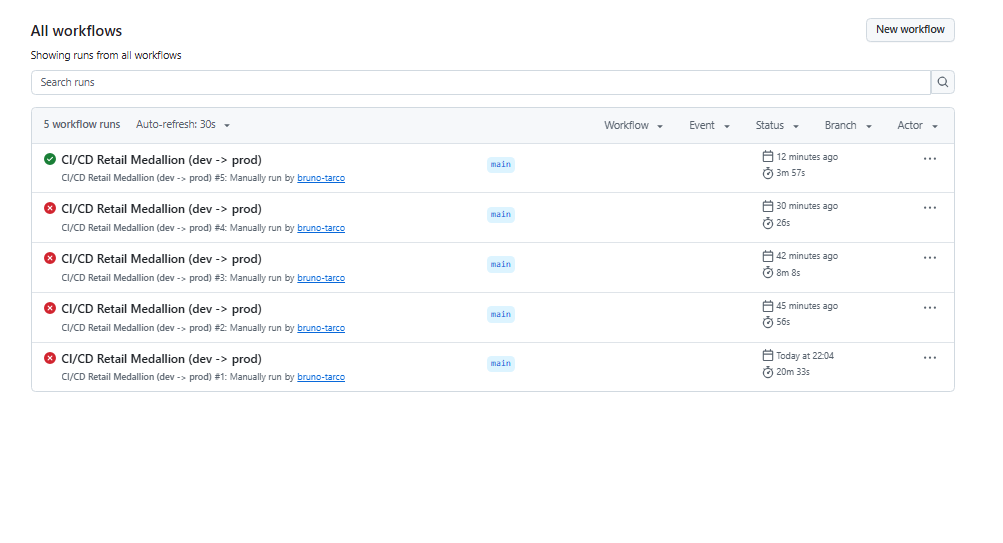 All workflows
New workflow
Showing runs from all workflows
Search runs
5 workflow runs Auto-refresh: 30s Workflow Event Status Branch Actor
CI/CD Retail Medallion (dev -> prod)
CI/CD Retail Medallion (dev -> prod) #5: Manually run by bruno-tarco
main
12 minutes ago
3m 57s
CI/CD Retail Medallion (dev -> prod)
CI/CD Retail Medallion (dev -> prod) #4: Manually run by bruno-tarco
main
30 minutes ago
26s
CI/CD Retail Medallion (dev -> prod)
CI/CD Retail Medallion (dev -> prod) #3: Manually run by bruno-tarco
main
42 minutes ago
8m 8s
CI/CD Retail Medallion (dev -> prod)
CI/CD Retail Medallion (dev -> prod) #2: Manually run by bruno-tarco
main
45 minutes ago
56s
CI/CD Retail Medallion (dev -> prod)
CI/CD Retail Medallion (dev -> prod) #1: Manually run by bruno-tarco
main
Today at 22:04
20m 33s